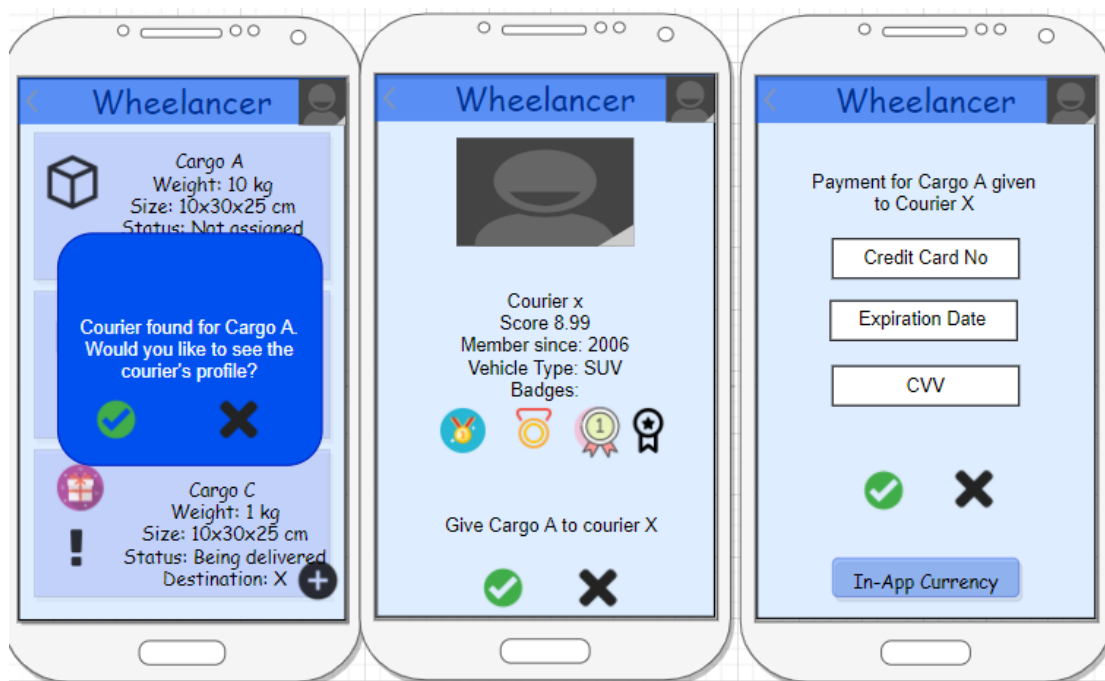 Wheelancer
Cargo A
Weight: 10 kg
Size: 10x30x25 cm
Status: Not assigned
Courier found for Cargo A.
Would you like to see the
courier's profile?
Cargo C
Weight: 1 kg
Size: 10x30x25 cm
Status: Being delivered
Destination: X
Wheelancer
Courier x
Score 8.99
Member since: 2006
Vehicle Type: SUV
Badges:
1
Give Cargo A to courier X
Wheelancer
Payment for Cargo A given
to Courier X
Credit Card No
Expiration Date
CVV
In-App Currency